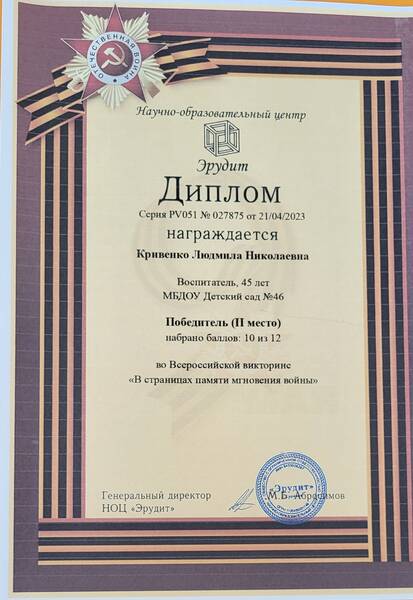 ОТЕЧЕСТВЕННАЯ ВОЙНА
Научно-образовательный центр
Эрудит
Диплом
Серия PV051 № 027875 от 21/04/2023
награждается
Кривенко Людмила Николаевна
Воспитатель, 45 лет
МБДОУ Детский сад №46
Победитель (II место)
набрано баллов: 10 из 12
во Всероссийской викторине
«В страницах памяти мгновения войны»
Генеральный директор
НОЦ "Эрудит"
М.Б. Абросимов
«Эрудит»